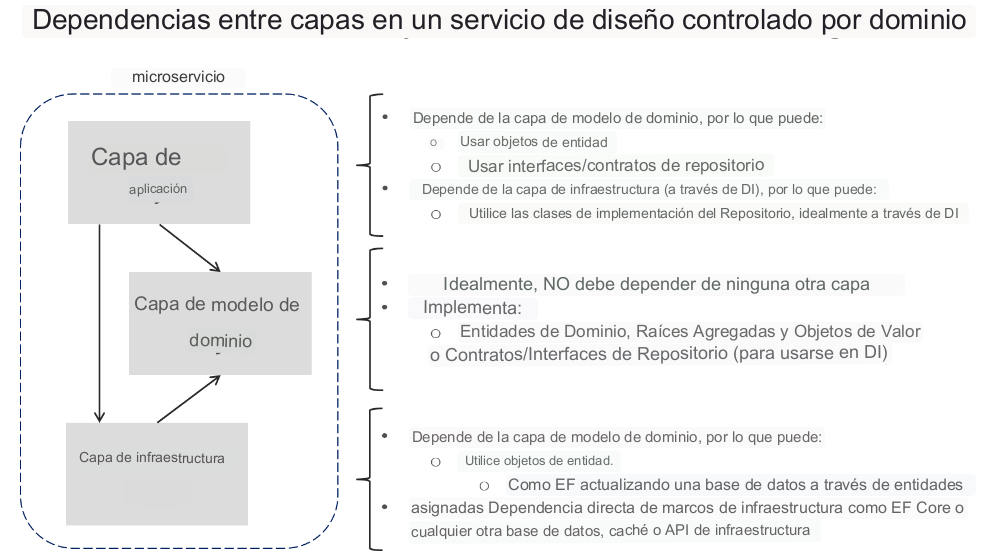 Dependencias entre capas en un servicio de diseño controlado por dominio
microservicio
Capa de
aplicación
Capa de modelo de
dominio
Capa de infraestructura
• Depende de la capa de modelo de dominio, por lo que puede:
o Usar objetos de entidad
o Usar interfaces/contratos de repositorio
• Depende de la capa de infraestructura (a través de DI), por lo que puede:
o Utilice las clases de implementación del Repositorio, idealmente a través de DI
• Idealmente, NO debe depender de ninguna otra capa
• Implementa:
o Entidades de Dominio, Raíces Agregadas y Objetos de Valor
o Contratos/Interfaces de Repositorio (para usarse en DI)
• Depende de la capa de modelo de dominio, por lo que puede:
o Utilice objetos de entidad.
o Como EF actualizando una base de datos a través de entidades
• asignadas Dependencia directa de marcos de infraestructura como EF Core o
cualquier otra base de datos, caché o API de infraestructura